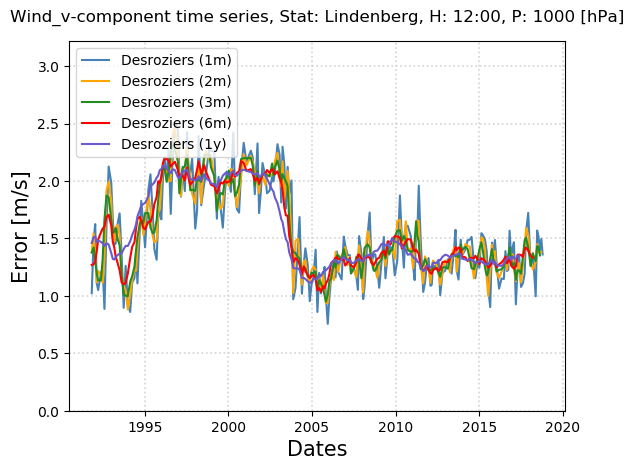 Wind_v-component time series, Stat: Lindenberg, H: 12:00, P: 1000 [hPa]
Desroziers (1m)
Desroziers (2m)
Desroziers (3m)
Desroziers (6m)
Desroziers (1y)
Error [m/s]
3.0
2.5
2.0
1.5
1.0
0.5
0.0
1995 2000 2005 2010 2015 2020
Dates